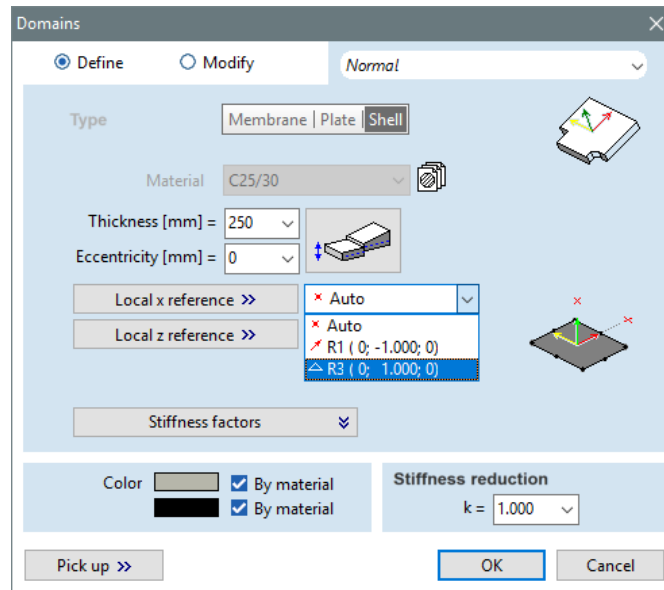 Domains
Define Modify Normal
Type Membrane | Plate | Shell
Material C25/30
Thickness [mm] = 250
Eccentricity [mm] = 0
Local x reference >> Auto
Auto
Local z reference >> R1 ( 0; -1.000; 0)
R3 ( 0; 1.000; 0)
Stiffness factors
Color By material
By material
Stiffness reduction
k = 1.000
Pick up >> OK Cancel